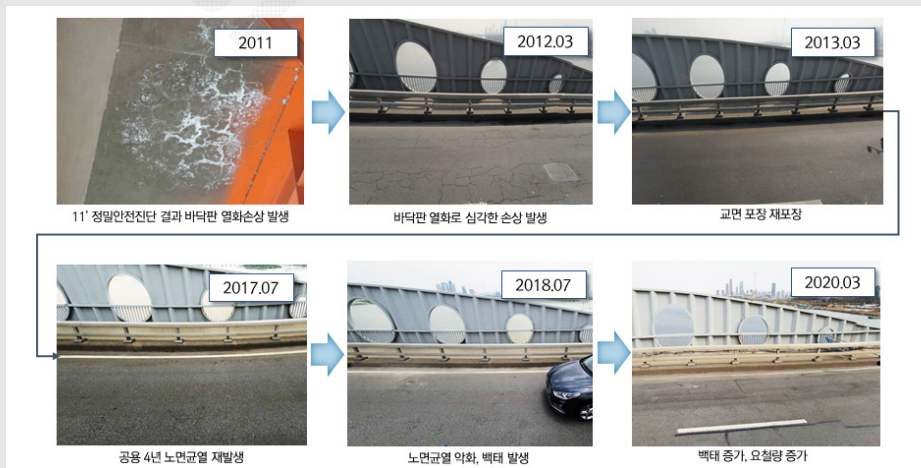 2011
2012.03
2013.03
11' 정밀안전진단 결과 바닥판 열화손상 발생
바닥판 열화로 심각한 손상 발생
교면 포장 재포장
2017.07
2018.07
2020.03
공용 4년 노면균열 재발생
노면균열 악화, 백태 발생
백태 증가, 요철량 증가